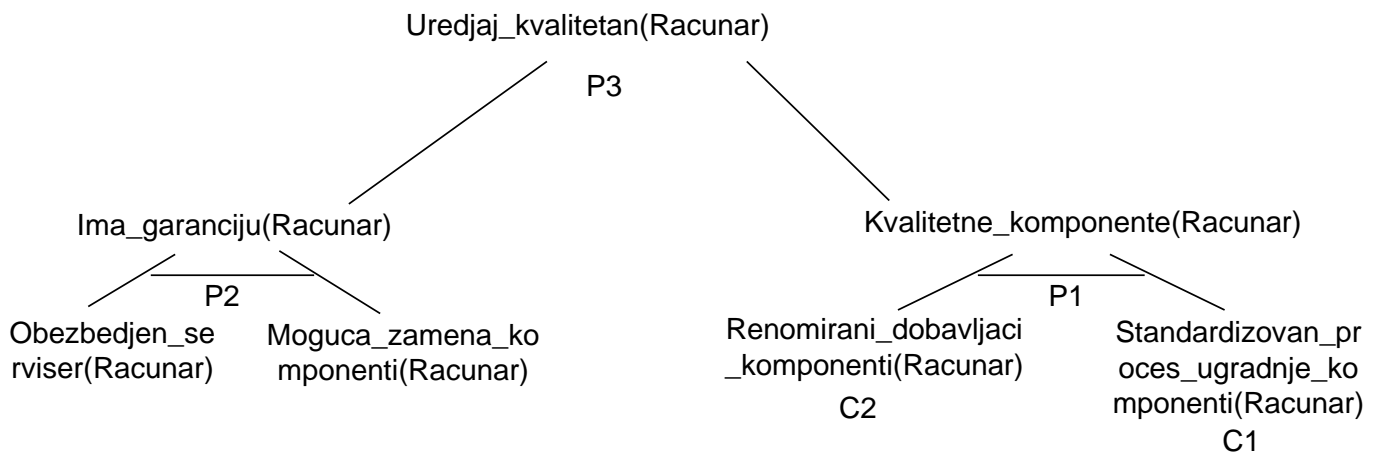 Uredjaj_kvalitetan(Racunar)
P3
Ima_garanciju(Racunar)
Kvalitetne_komponente(Racunar)
P2
P1
Obezbedjen_se
rviser(Racunar)
Moguca_zamena_ko
mponenti(Racunar)
Renomirani_dobavljaci
_komponenti(Racunar)
C2
Standardizovan_pr
oces_ugradnje_ko
mponenti(Racunar)
C1